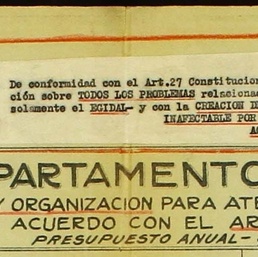 De conformidad con el Art.27 Constitucion
ción sobre TODOS LOS PROBLEMAS relaciona
solamente el EGIDAL- y con la CREACION DE
INAFECTABLE POR
PARTAMENTO
Y ORGANIZACION PARA ATE
ACUERDO CON EL AR
PRESUPUESTO ANUAL-